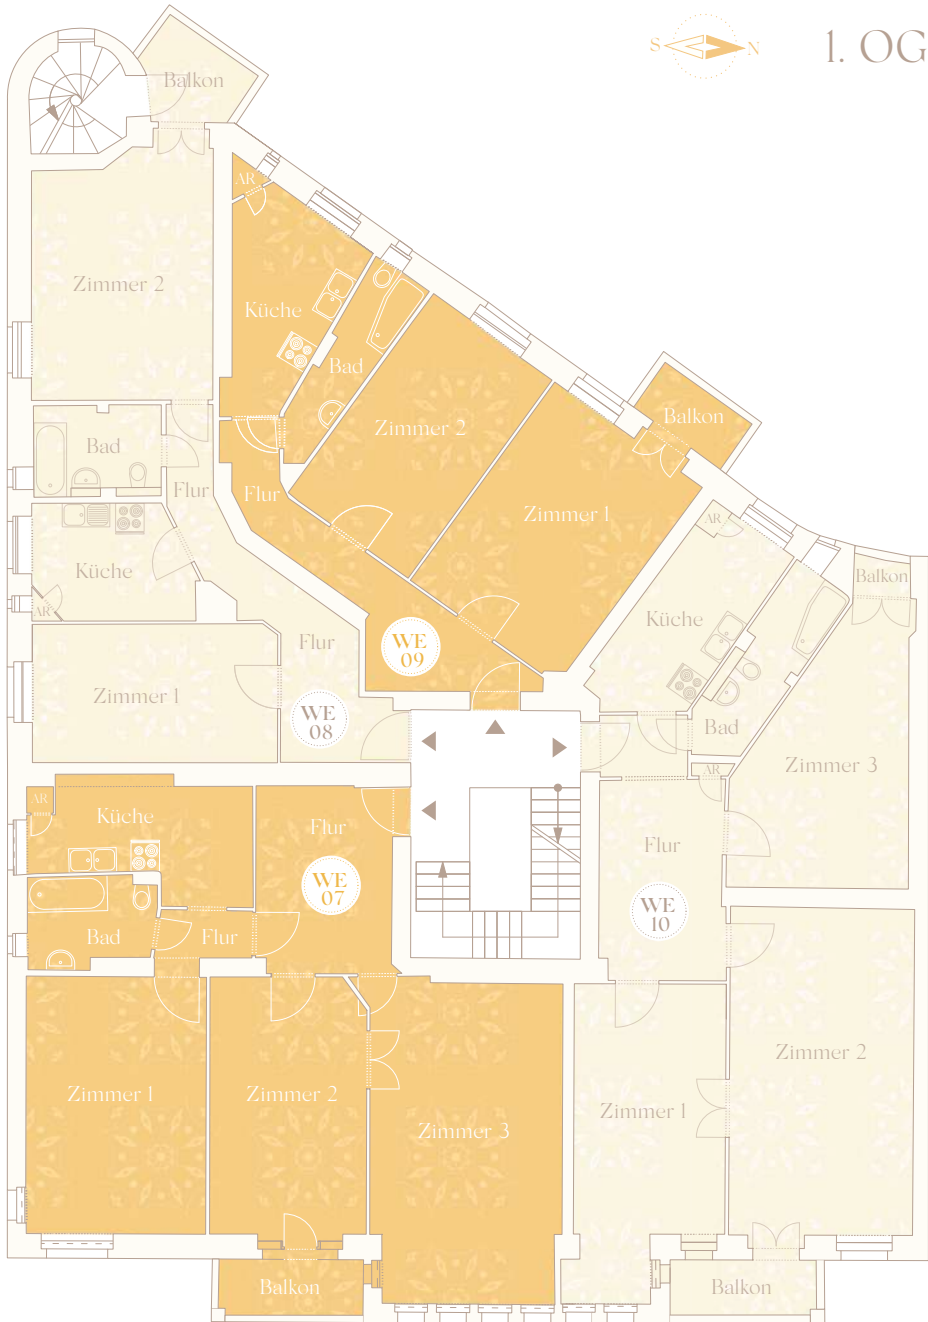 S
N
1. OG
Balkon
AR
Zimmer 2
Küche
Bad
Balkon
Zimmer 2
Bad
Flur
Flur
Zimmer 1
AR
Küche
Balkon
AR
Küche
Flur
WE
09
Zimmer 1
WE
08
Bad
Zimmer 3
AR
AR
Küche
Flur
Flur
WE
07
WE
10
Bad
Flur
Zimmer 2
Zimmer 1
Zimmer 2
Zimmer 1
Zimmer 3
Balkon
Balkon